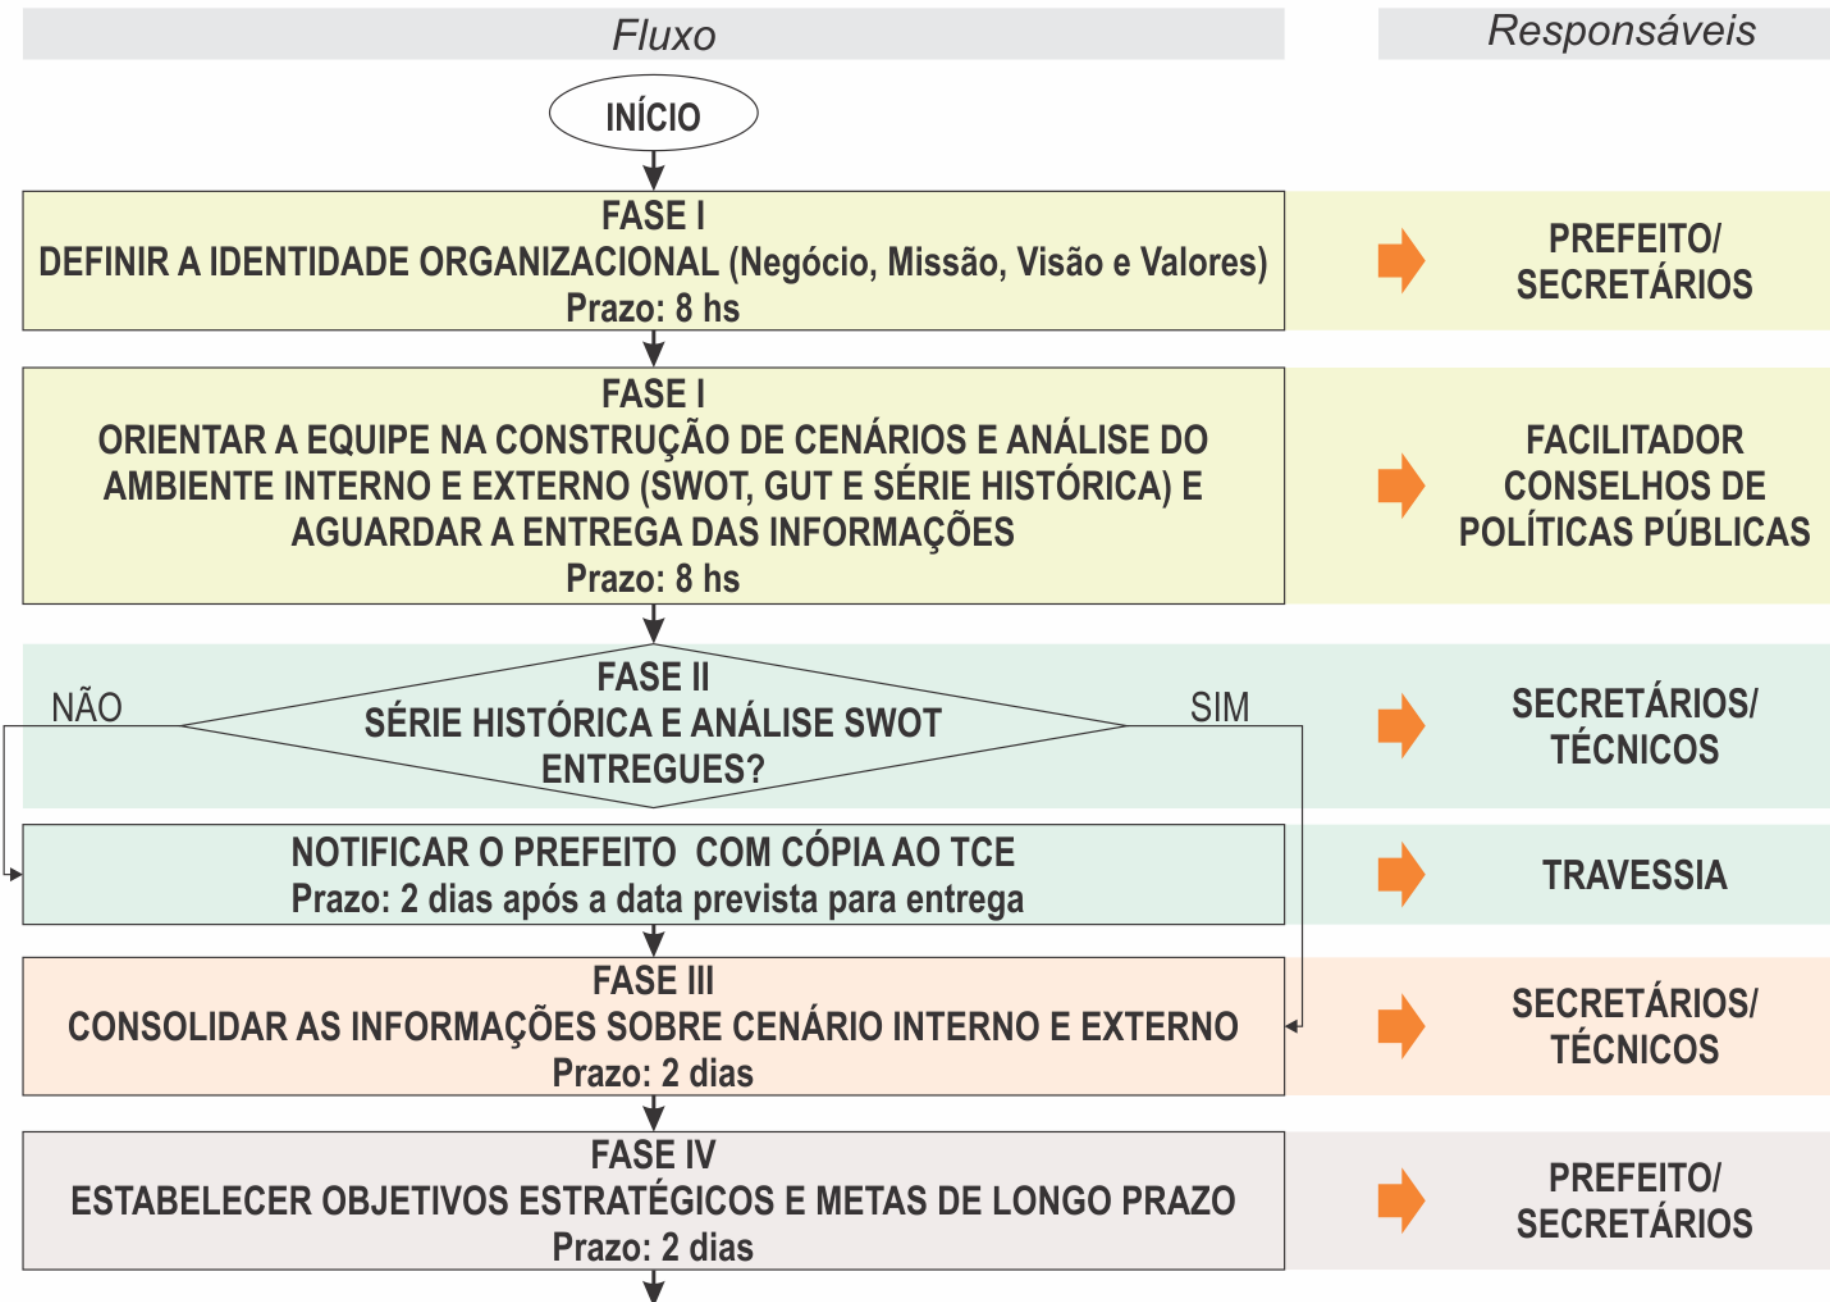 Fluxo
Responsáveis
INÍCIO
FASE I
DEFINIR A IDENTIDADE ORGANIZACIONAL (Negócio, Missão, Visão e Valores)
Prazo: 8 hs
PREFEITO/
SECRETÁRIOS
FASE I
ORIENTAR A EQUIPE NA CONSTRUÇÃO DE CENÁRIOS E ANÁLISE DO
AMBIENTE INTERNO E EXTERNO (SWOT, GUT E SÉRIE HISTÓRICA) E
AGUARDAR A ENTREGA DAS INFORMAÇÕES
Prazo: 8 hs
FACILITADOR
CONSELHOS DE
POLÍTICAS PÚBLICAS
FASE II
SÉRIE HISTÓRICA E ANÁLISE SWOT
ENTREGUES?
NÃO
SIM
SECRETÁRIOS/
TÉCNICOS
NOTIFICAR O PREFEITO COM CÓPIA AO TCE
Prazo: 2 dias após a data prevista para entrega
TRAVESSIA
FASE III
CONSOLIDAR AS INFORMAÇÕES SOBRE CENÁRIO INTERNO E EXTERNO
Prazo: 2 dias
SECRETÁRIOS/
TÉCNICOS
FASE IV
ESTABELECER OBJETIVOS ESTRATÉGICOS E METAS DE LONGO PRAZO
Prazo: 2 dias
PREFEITO/
SECRETÁRIOS